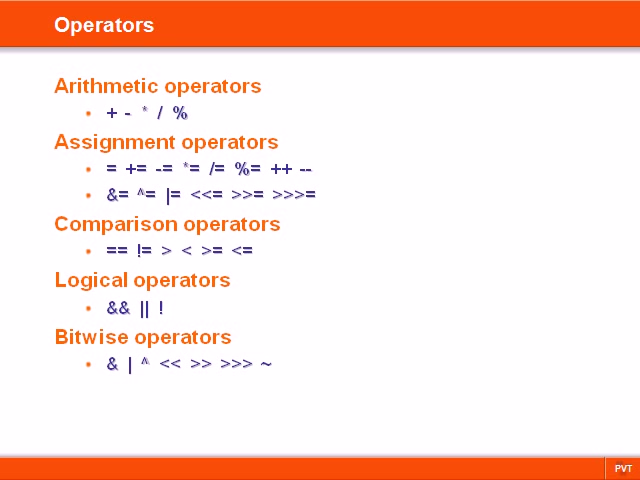 Operators
Arithmetic operators
• + - * / %
Assignment operators
• = += -= *= /= %= ++ --
• &= ^= |= <<= >>= >>>=
Comparison operators
• == != > < >= <=
Logical operators
• && || !
Bitwise operators
• & | ^ << >> >>> ~
PVT